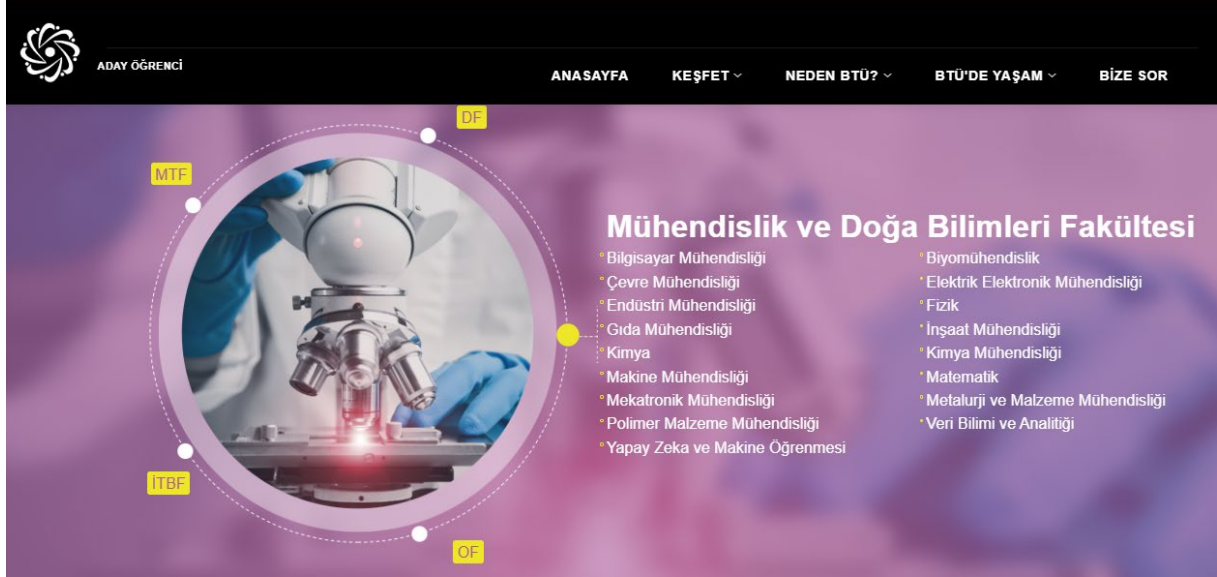 ADAY ÖĞRENCİ
ANASAYFA KEŞFET NEDEN BTÜ? BTÜ'DE YAŞAM BİZE SOR
DF
MTF
Mühendislik ve Doğa Bilimleri Fakültesi
Bilgisayar Mühendisliği
Çevre Mühendisliği
Endüstri Mühendisliği
Gıda Mühendisliği
Kimya
Makine Mühendisliği
Mekatronik Mühendisliği
Polimer Malzeme Mühendisliği
Yapay Zeka ve Makine Öğrenmesi
Biyomühendislik
Elektrik Elektronik Mühendisliği
Fizik
İnşaat Mühendisliği
Kimya Mühendisliği
Matematik
Metalurji ve Malzeme Mühendisliği
Veri Bilimi ve Analitiği
İTBF
OF